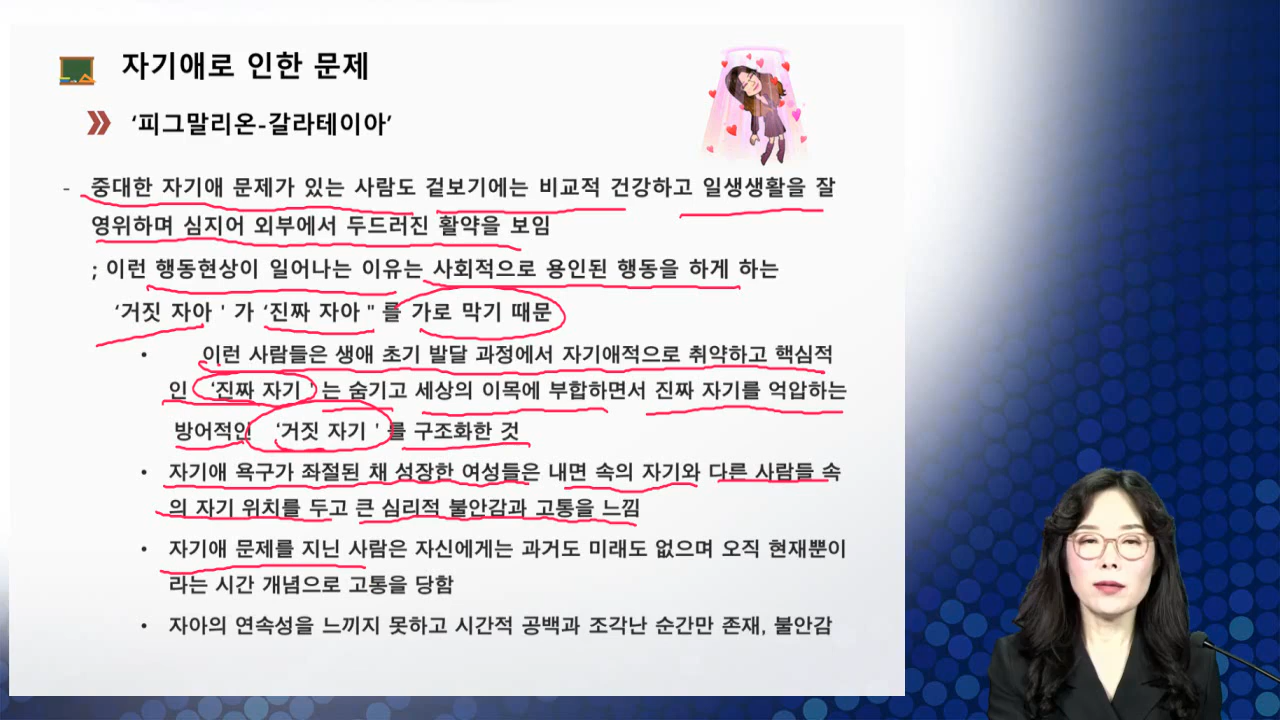 자기애로 인한 문제
‘피그말리온-갈라테이아’
- 중대한 자기애 문제가 있는 사람도 겉보기에는 비교적 건강하고 일생생활을 잘
영위하며 심지어 외부에서 두드러진 활약을 보임
; 이런 행동현상이 일어나는 이유는 사회적으로 용인된 행동을 하게 하는
‘거짓 자아 ' 가 ‘진짜 자아 " 를 가로 막기 때문
• 이런 사람들은 생애 초기 발달 과정에서 자기애적으로 취약하고 핵심적
인 ‘진짜 자기 ' 는 숨기고 세상의 이목에 부합하면서 진짜 자기를 억압하는
방어적인 ‘거짓 자기 ' 를 구조화한 것
• 자기애 욕구가 좌절된 채 성장한 여성들은 내면 속의 자기와 다른 사람들 속
의 자기 위치를 두고 큰 심리적 불안감과 고통을 느낌
• 자기애 문제를 지닌 사람은 자신에게는 과거도 미래도 없으며 오직 현재뿐이
라는 시간 개념으로 고통을 당함
• 자아의 연속성을 느끼지 못하고 시간적 공백과 조각난 순간만 존재, 불안감